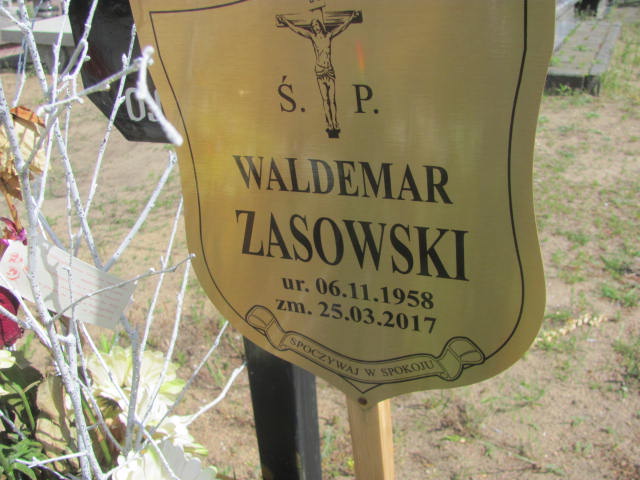 Ś. P.
WALDEMAR
ZASOWSKI
ur. 06.11.1958
zm. 25.03.2017
SPOCZYWAJ W SPOKOJU